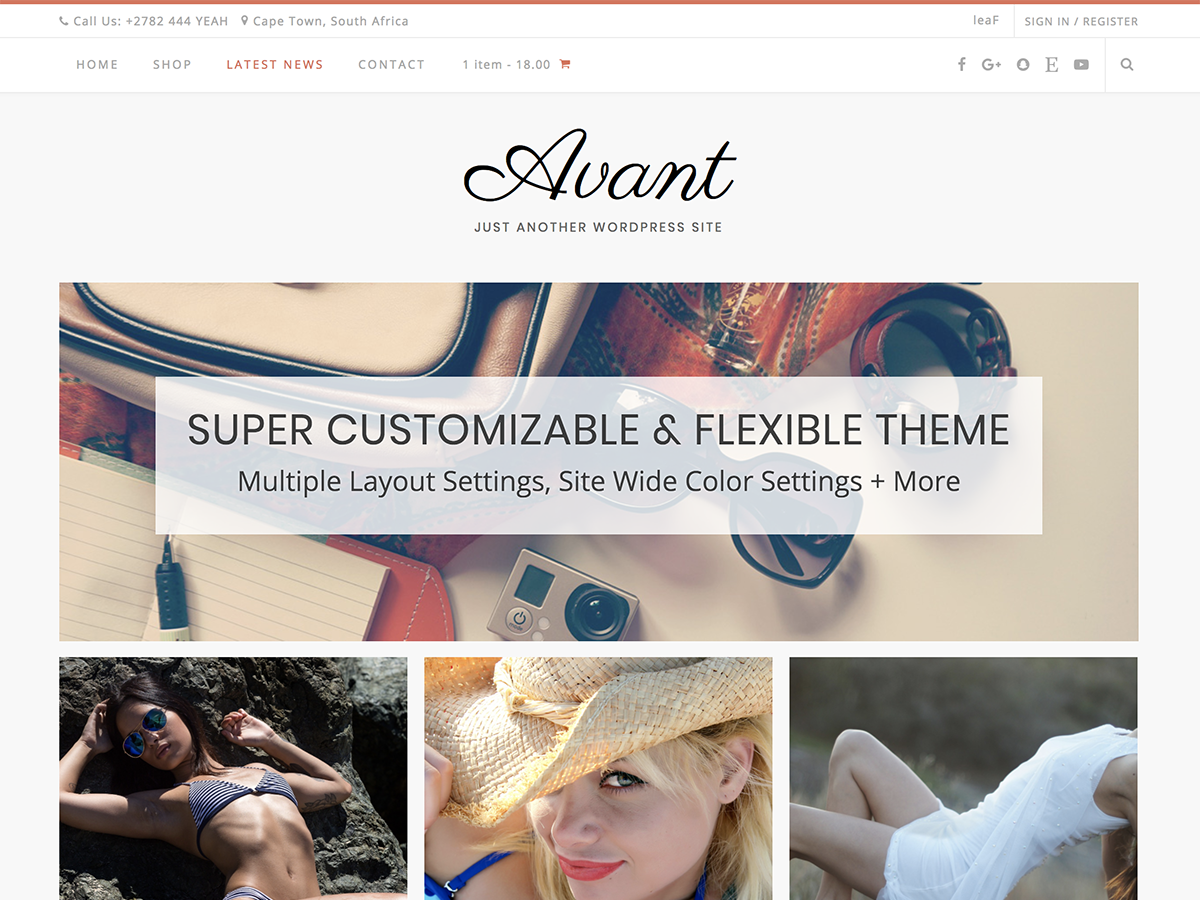 Call Us: +2782 444 YEAH Cape Town, South Africa leaF SIGN IN / REGISTER
HOME SHOP LATEST NEWS CONTACT 1 item - 18.00 G+ E
Avant
JUST ANOTHER WORDPRESS SITE
SUPER CUSTOMIZABLE & FLEXIBLE THEME
Multiple Layout Settings, Site Wide Color Settings + More
mode